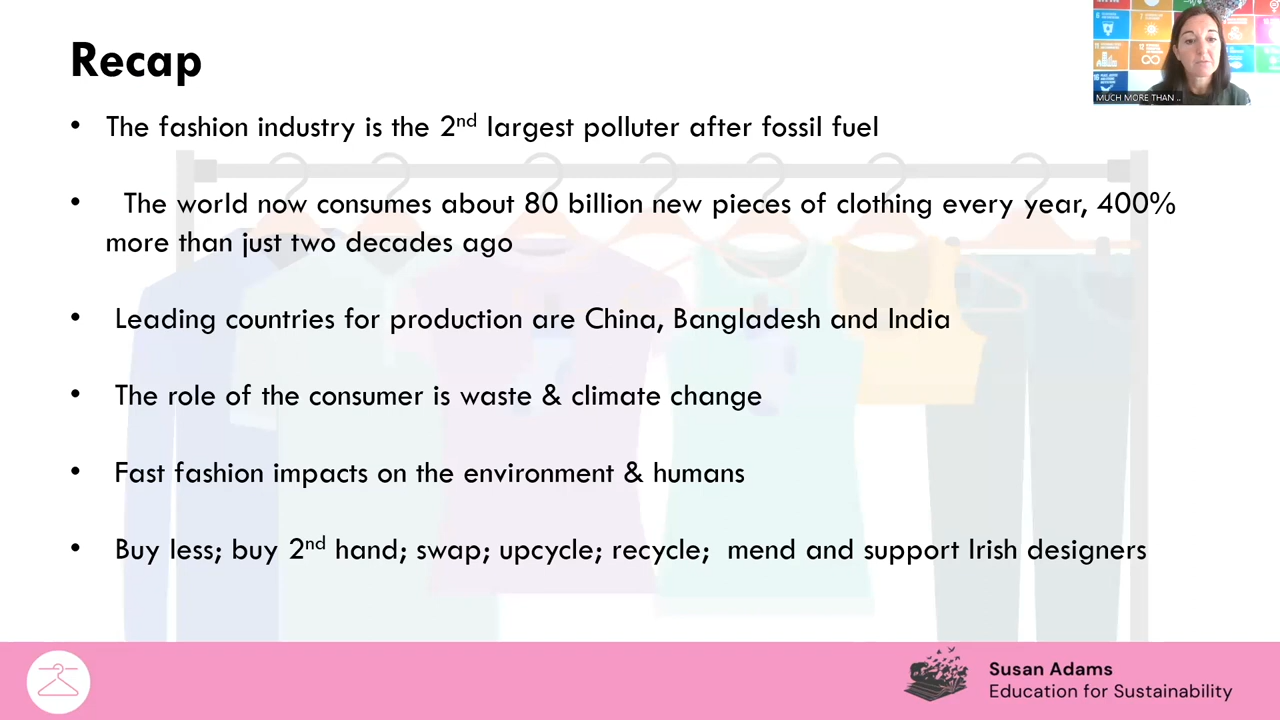 Recap
• The fashion industry is the 2nd largest polluter after fossil fuel
• The world now consumes about 80 billion new pieces of clothing every year, 400%
more than just two decades ago
• Leading countries for production are China, Bangladesh and India
• The role of the consumer is waste & climate change
• Fast fashion impacts on the environment & humans
• Buy less; buy 2nd hand; swap; upcycle; recycle; mend and support Irish designers
MUCH MORE THAN ..
Susan Adams
Education for Sustainability